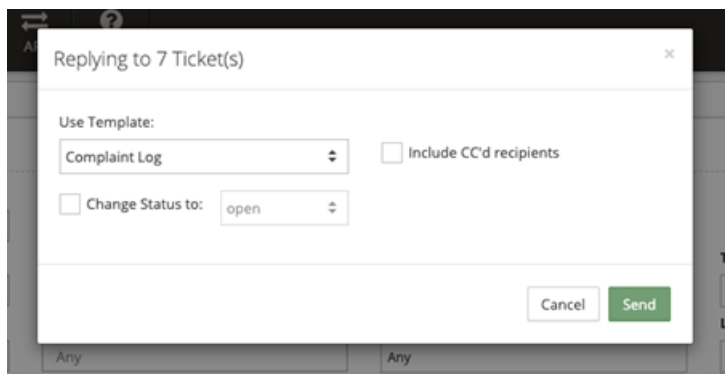 Replying to 7 Ticket(s)
×
Use Template:
Complaint Log
Include CC'd recipients
Change Status to:
open
Cancel
Send
Any
Any